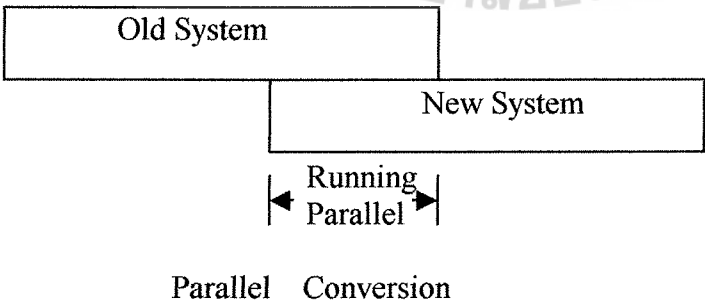 Old System
New System
Running
Parallel
Parallel Conversion